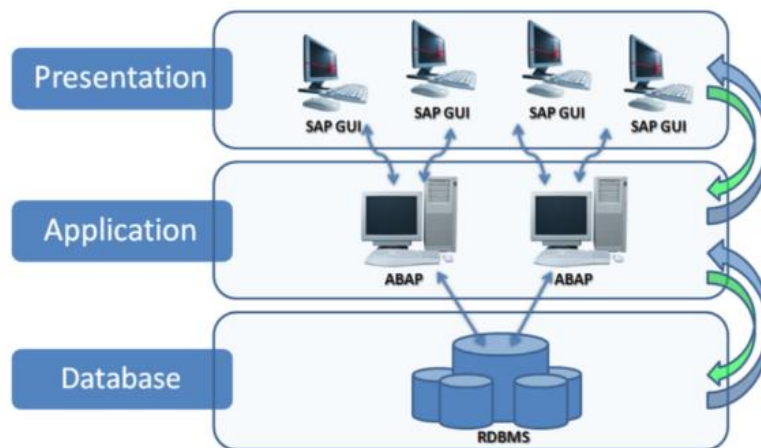 Presentation
SAP GUI
SAP GUI
SAP GUI
SAP GUI
Application
ABAP
ABAP
Database
RDBMS